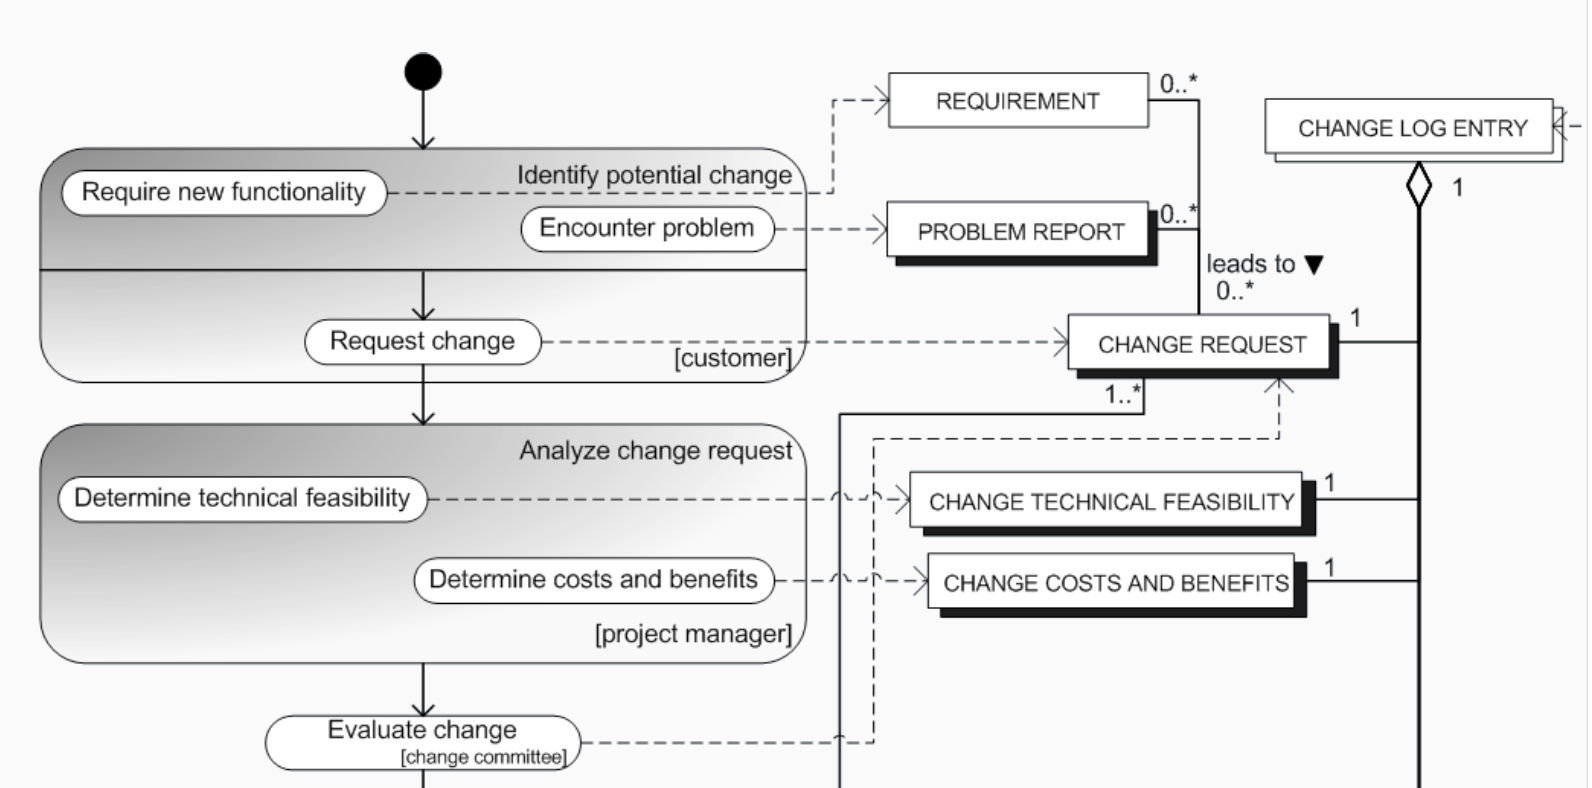 0..*
REQUIREMENT
CHANGE LOG ENTRY
Identify potential change
Require new functionality
1
0..*
Encounter problem
PROBLEM REPORT
leads to ▼
0..*
1
Request change
CHANGE REQUEST
[customer]
1..*
Analyze change request
1
Determine technical feasibility
CHANGE TECHNICAL FEASIBILITY
1
Determine costs and benefits
CHANGE COSTS AND BENEFITS
[project manager]
Evaluate change
[change committee]